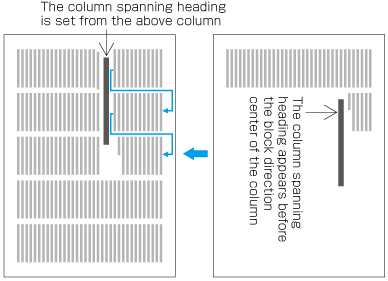 The column spanning heading
is set from the above column
The column spanning
heading appears before
the block direction
center of the column